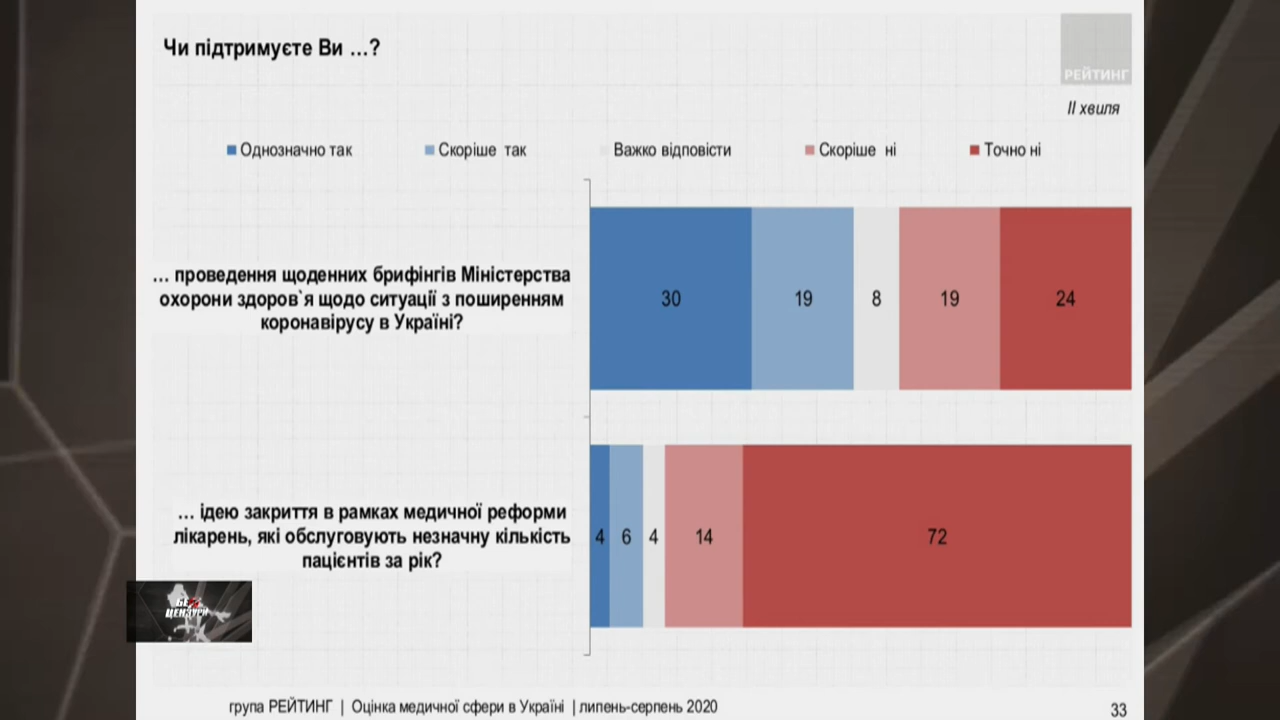 Чи підтримуєте Ви …?
РЕЙТИНГ
II хвиля
Однозначно так
Скоріше так
Важко відповісти
Скоріше ні
Точно ні
… проведення щоденних брифінгів Міністерства
охорони здоров`я щодо ситуації з поширенням
коронавірусу в Україні?
30 19 8 19 24
… ідею закриття в рамках медичної реформи
лікарень, які обслуговують незначну кількість
пацієнтів за рік?
4 6 4 14 72
БЕЗ
ЦЕНЗУРИ
група РЕЙТИНГ | Оцінка медичної сфери в Україні | липень-серпень 2020
33